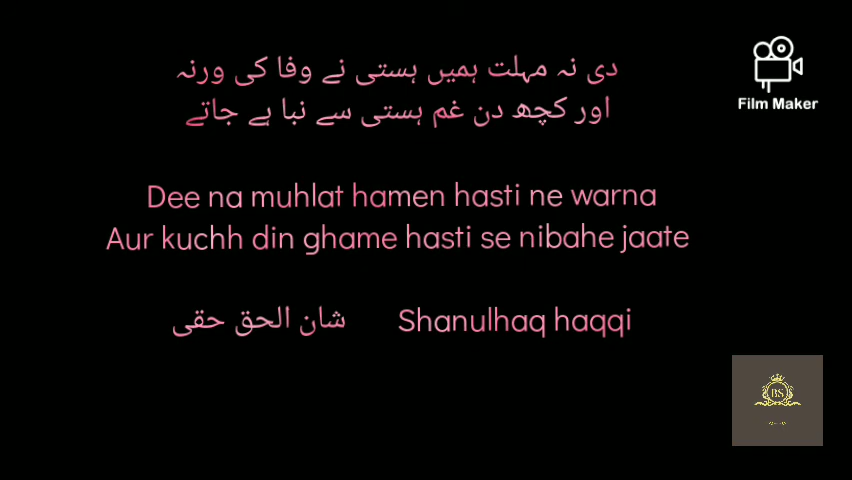 دی نہ مہلت ہمیں ہستی نے وفا کی ورنہ
اور کچھ دن غم ہستی سے نبا ہے جاتے
Dee na muhlat hamen hasti ne warna
Aur kuchh din ghame hasti se nibahe jaate
شان الحق حقی Shanulhaq haqqi
Film Maker
BS